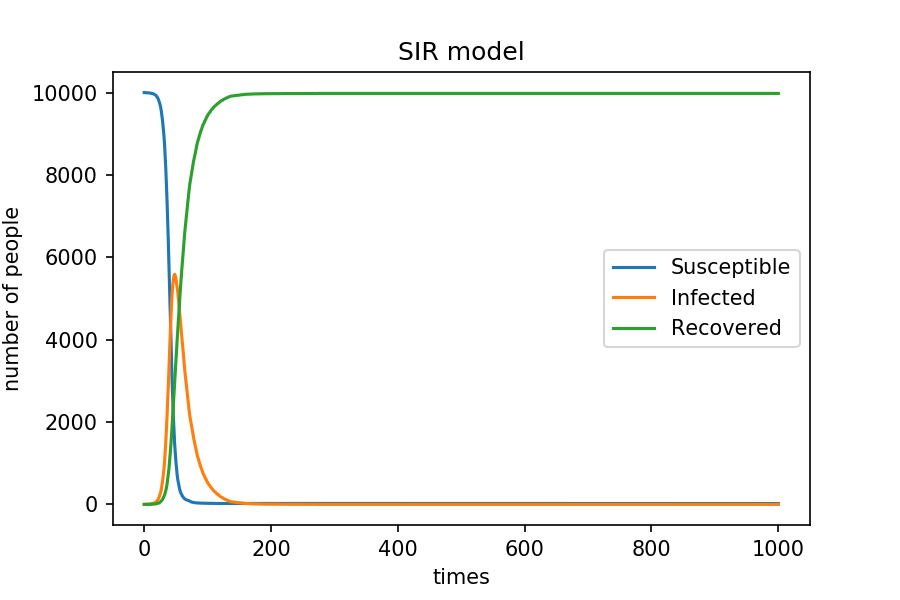 SIR model
number of people
10000
8000
6000
4000
2000
0
Susceptible
Infected
Recovered
0 200 400 600 800 1000
times